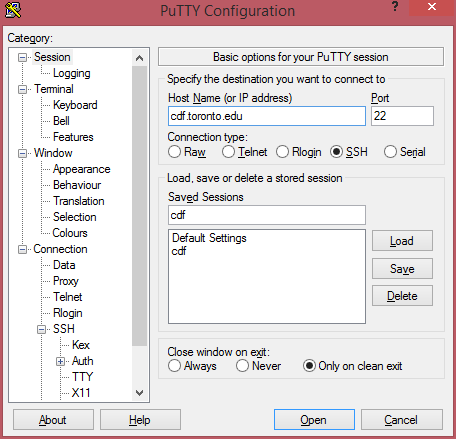 PuTTY Configuration
?
Category:
Session
Logging
Terminal
Keyboard
Bell
Features
Window
Appearance
Behaviour
Translation
Selection
Colours
Connection
Data
Proxy
Telnet
Rlogin
SSH
Kex
Auth
TTY
X11
Basic options for your PuTTY session
Specify the destination you want to connect to
Host Name (or IP address) Port
cdf.toronto.edu 22
Connection type:
Raw Telnet Rlogin SSH Serial
Load, save or delete a stored session
Saved Sessions
cdf
Default Settings
cdf
Load
Save
Delete
Close window on exit:
Always Never Only on clean exit
About Help Open Cancel